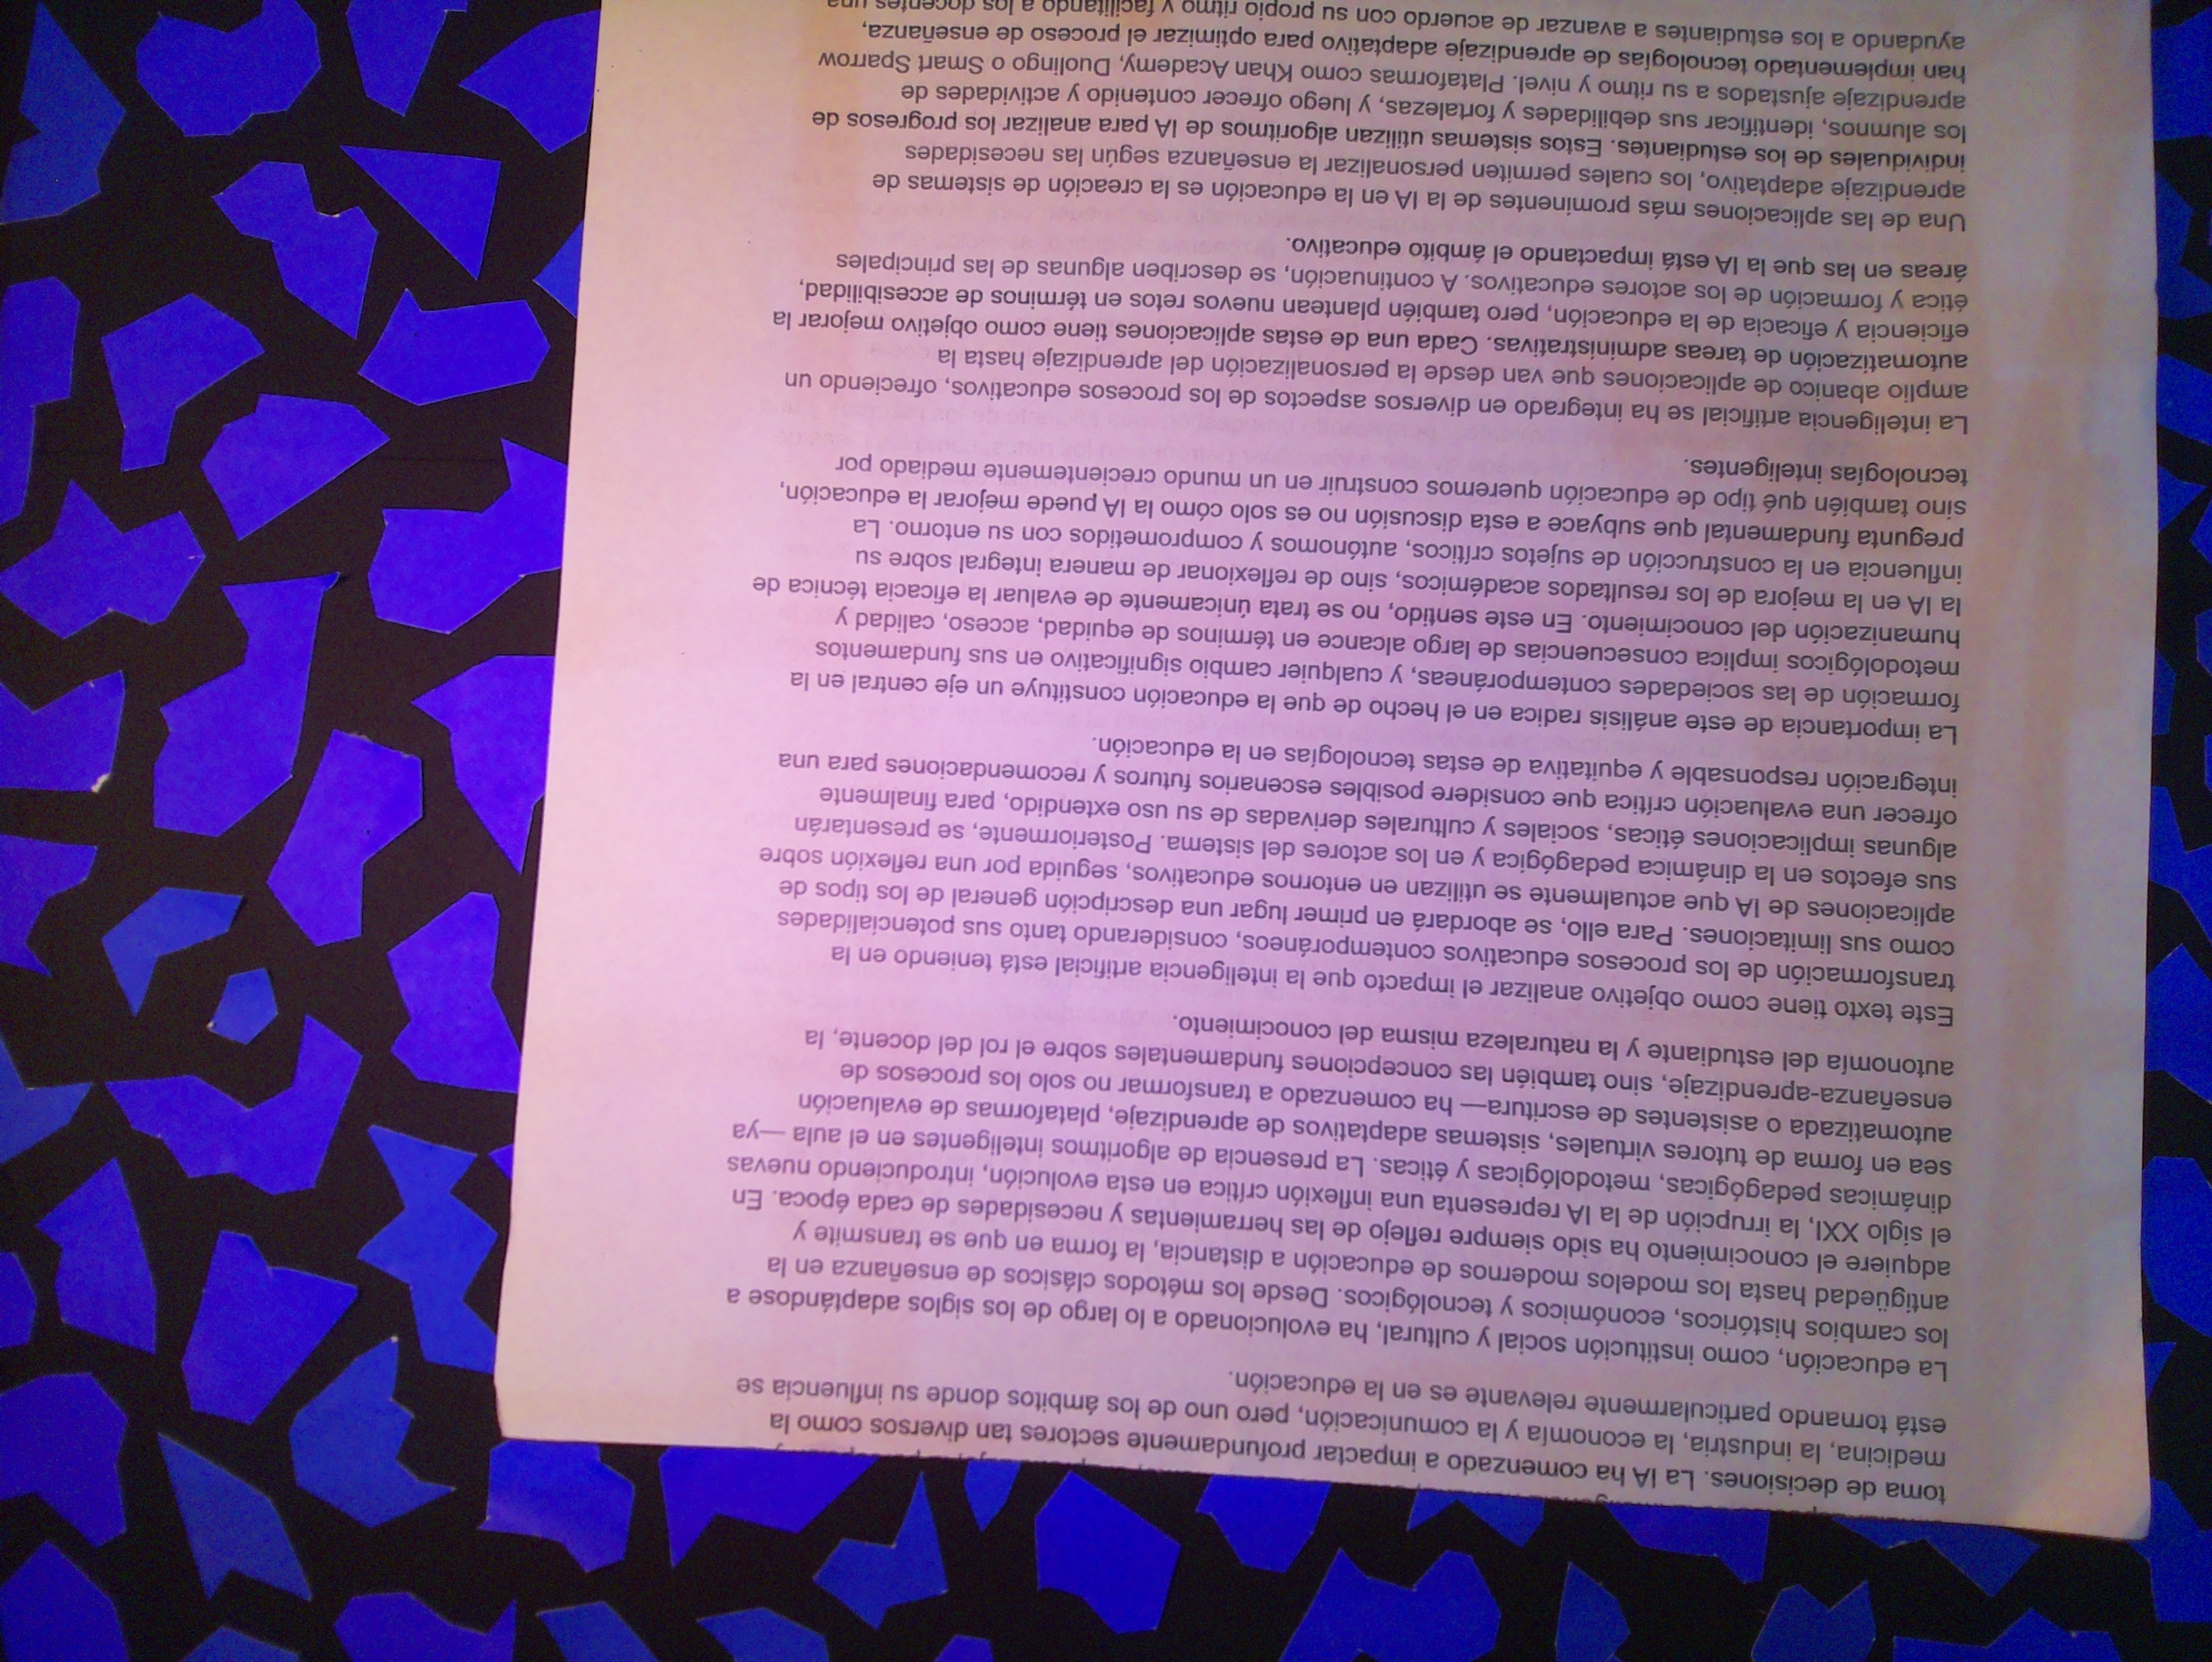 toma de decisiones. La IA ha comenzado a impactar profundamente sectores tan diversos como la
medicina, la industria, la economía y la comunicación, pero uno de los ámbitos donde su influencia se
está tornando particularmente relevante es en la educación.
La educación, como institución social y cultural, ha evolucionado a lo largo de los siglos adaptándose a
los cambios históricos, económicos y tecnológicos. Desde los métodos clásicos de enseñanza en la
antigüedad hasta los modelos modernos de educación a distancia, la forma en que se transmite y
adquiere el conocimiento ha sido siempre reflejo de las herramientas y necesidades de cada época. En
el siglo XXI, la irrupción de la IA representa una inflexión crítica en esta evolución, introduciendo nuevas
dinámicas pedagógicas, metodológicas y éticas. La presencia de algoritmos inteligentes en el aula —ya
sea en forma de tutores virtuales, sistemas adaptativos de aprendizaje, plataformas de evaluación
automatizada o asistentes de escritura— ha comenzado a transformar no solo los procesos de
enseñanza-aprendizaje, sino también las concepciones fundamentales sobre el rol del docente, la
autonomía del estudiante y la naturaleza misma del conocimiento.
Este texto tiene como objetivo analizar el impacto que la inteligencia artificial está teniendo en la
transformación de los procesos educativos contemporáneos, considerando tanto sus potencialidades
como sus limitaciones. Para ello, se abordará en primer lugar una descripción general de los tipos de
aplicaciones de IA que actualmente se utilizan en entornos educativos, seguida por una reflexión sobre
sus efectos en la dinámica pedagógica y en los actores del sistema. Posteriormente, se presentarán
algunas implicaciones éticas, sociales y culturales derivadas de su uso extendido, para finalmente
ofrecer una evaluación crítica que considere posibles escenarios futuros y recomendaciones para una
integración responsable y equitativa de estas tecnologías en la educación.
La importancia de este análisis radica en el hecho de que la educación constituye un eje central en la
formación de las sociedades contemporáneas, y cualquier cambio significativo en sus fundamentos
metodológicos implica consecuencias de largo alcance en términos de equidad, acceso, calidad y
humanización del conocimiento. En este sentido, no se trata únicamente de evaluar la eficacia técnica de
la IA en la mejora de los resultados académicos, sino de reflexionar de manera integral sobre su
influencia en la construcción de sujetos críticos, autónomos y comprometidos con su entorno. La
pregunta fundamental que subyace a esta discusión no es solo cómo la IA puede mejorar la educación,
sino también qué tipo de educación queremos construir en un mundo crecientemente mediado por
tecnologías inteligentes.
La inteligencia artificial se ha integrado en diversos aspectos de los procesos educativos, ofreciendo un
amplio abanico de aplicaciones que van desde la personalización del aprendizaje hasta la
automatización de tareas administrativas. Cada una de estas aplicaciones tiene como objetivo mejorar la
eficiencia y eficacia de la educación, pero también plantean nuevos retos en términos de accesibilidad,
ética y formación de los actores educativos. A continuación, se describen algunas de las principales
áreas en las que la IA está impactando el ámbito educativo.
Una de las aplicaciones más prominentes de la IA en la educación es la creación de sistemas de
aprendizaje adaptativo, los cuales permiten personalizar la enseñanza según las necesidades
individuales de los estudiantes. Estos sistemas utilizan algoritmos de IA para analizar los progresos de
los alumnos, identificar sus debilidades y fortalezas, y luego ofrecer contenido y actividades de
aprendizaje ajustados a su ritmo y nivel. Plataformas como Khan Academy, Duolingo o Smart Sparrow
han implementado tecnologías de aprendizaje adaptativo para optimizar el proceso de enseñanza,
ayudando a los estudiantes a avanzar de acuerdo con su propio ritmo y facilitando a los docentes una